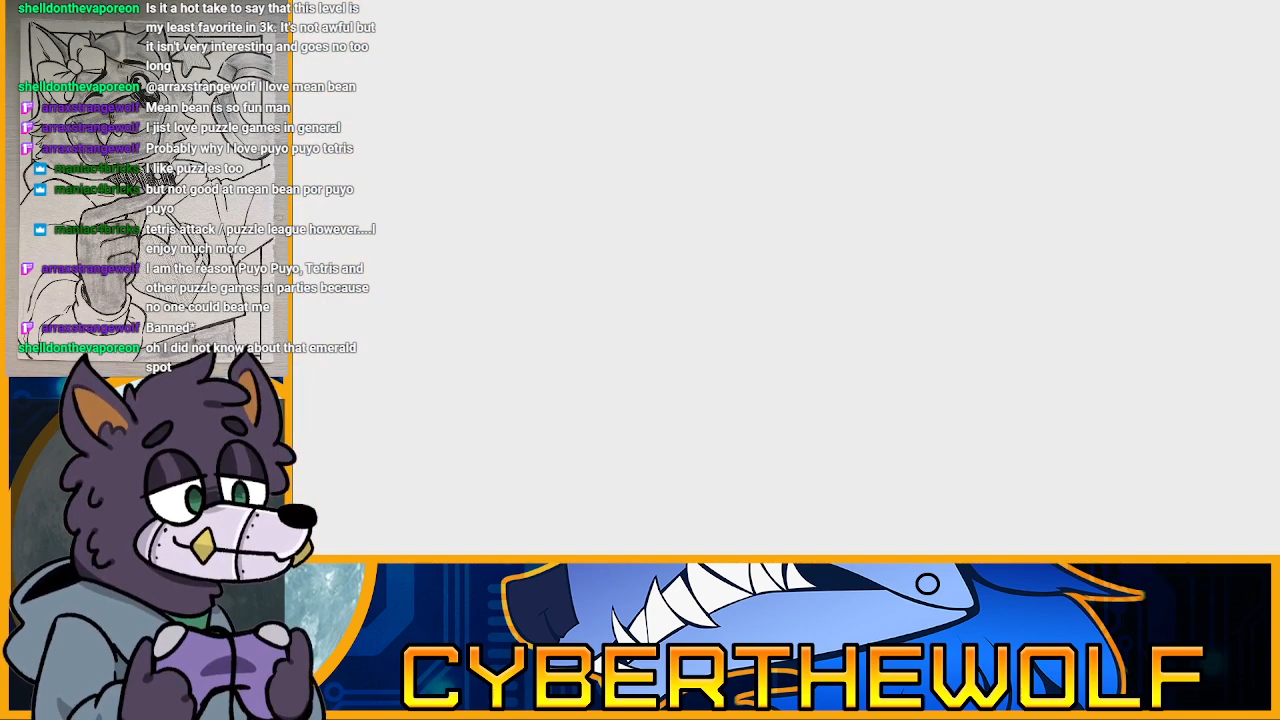 shelldonthevaporeon Is it a hot take to say that this level is
my least favorite in 3k. It's not awful but
it isn't very interesting and goes no too
long
shelldonthevaporeon @arraxstrangewolf I love mean bean
arraxstrangewolf Mean bean is so fun man
arraxstrangewolf I jist love puzzle games in general
arraxstrangewolf Probably why I love puyo puyo tetris
maniac4bricks I like puzzles too
maniac4bricks but not good at mean bean por puyo
puyo
maniac4bricks tetris attack / puzzle league however....I
enjoy much more
arraxstrangewolf I am the reason Puyo Puyo, Tetris and
other puzzle games at parties because
no one could beat me
arraxstrangewolf Banned*
shelldonthevaporeon oh I did not know about that emerald
spot
CYBERTHEWOLF